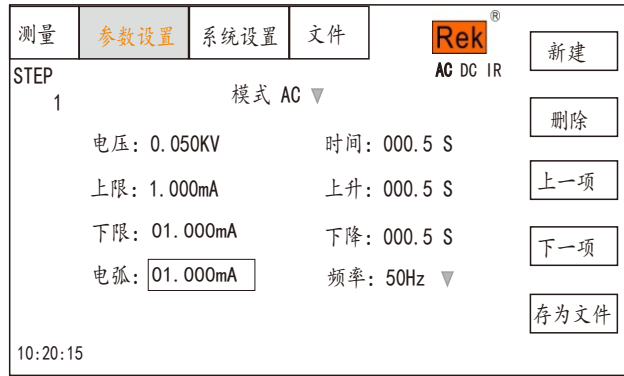 测量 参数设置 系统设置 文件 Rek ®
AC DC IR
新建
STEP
1
模式 AC ▼
删除
电压: 0.050KV 时间: 000.5 S
上限: 1.000mA 上升: 000.5 S
上一项
下限: 01.000mA 下降: 000.5 S
下一项
电弧: 01.000mA 频率: 50Hz ▼
存为文件
10:20:15